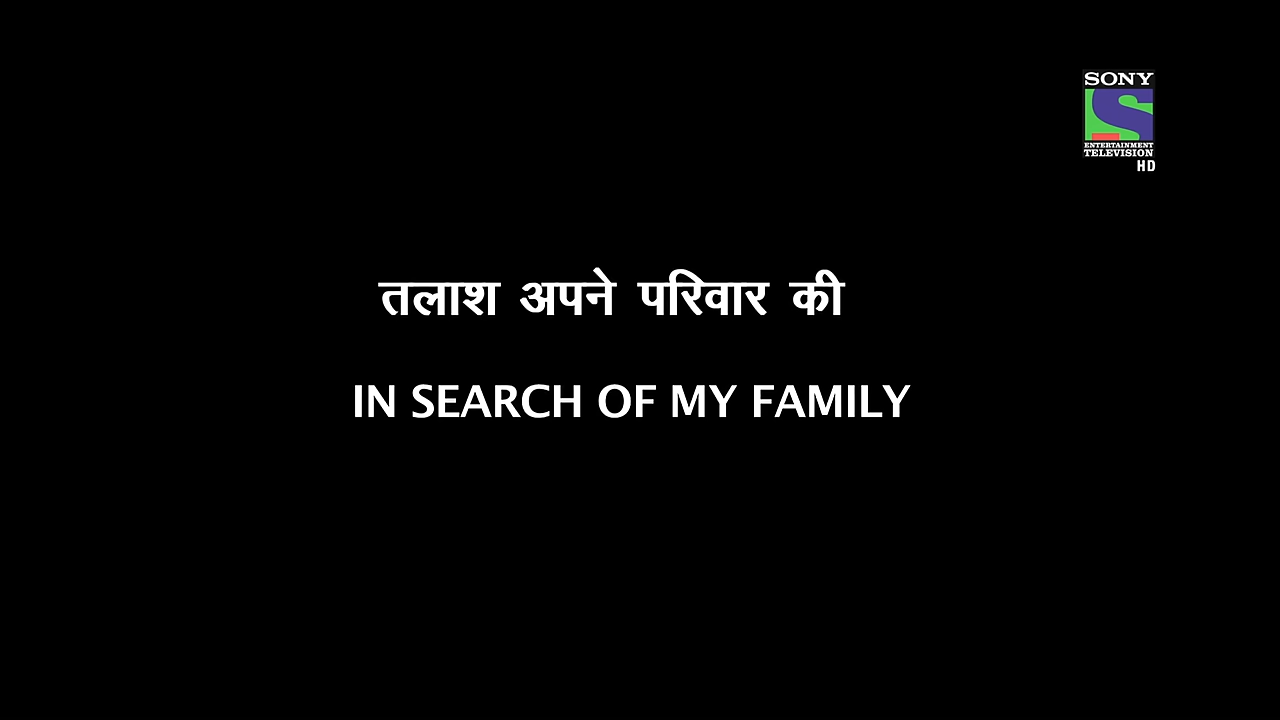 SONY
ENTERTAINMENT
TELEVISION
HD
तलाश अपने परिवार की
IN SEARCH OF MY FAMILY